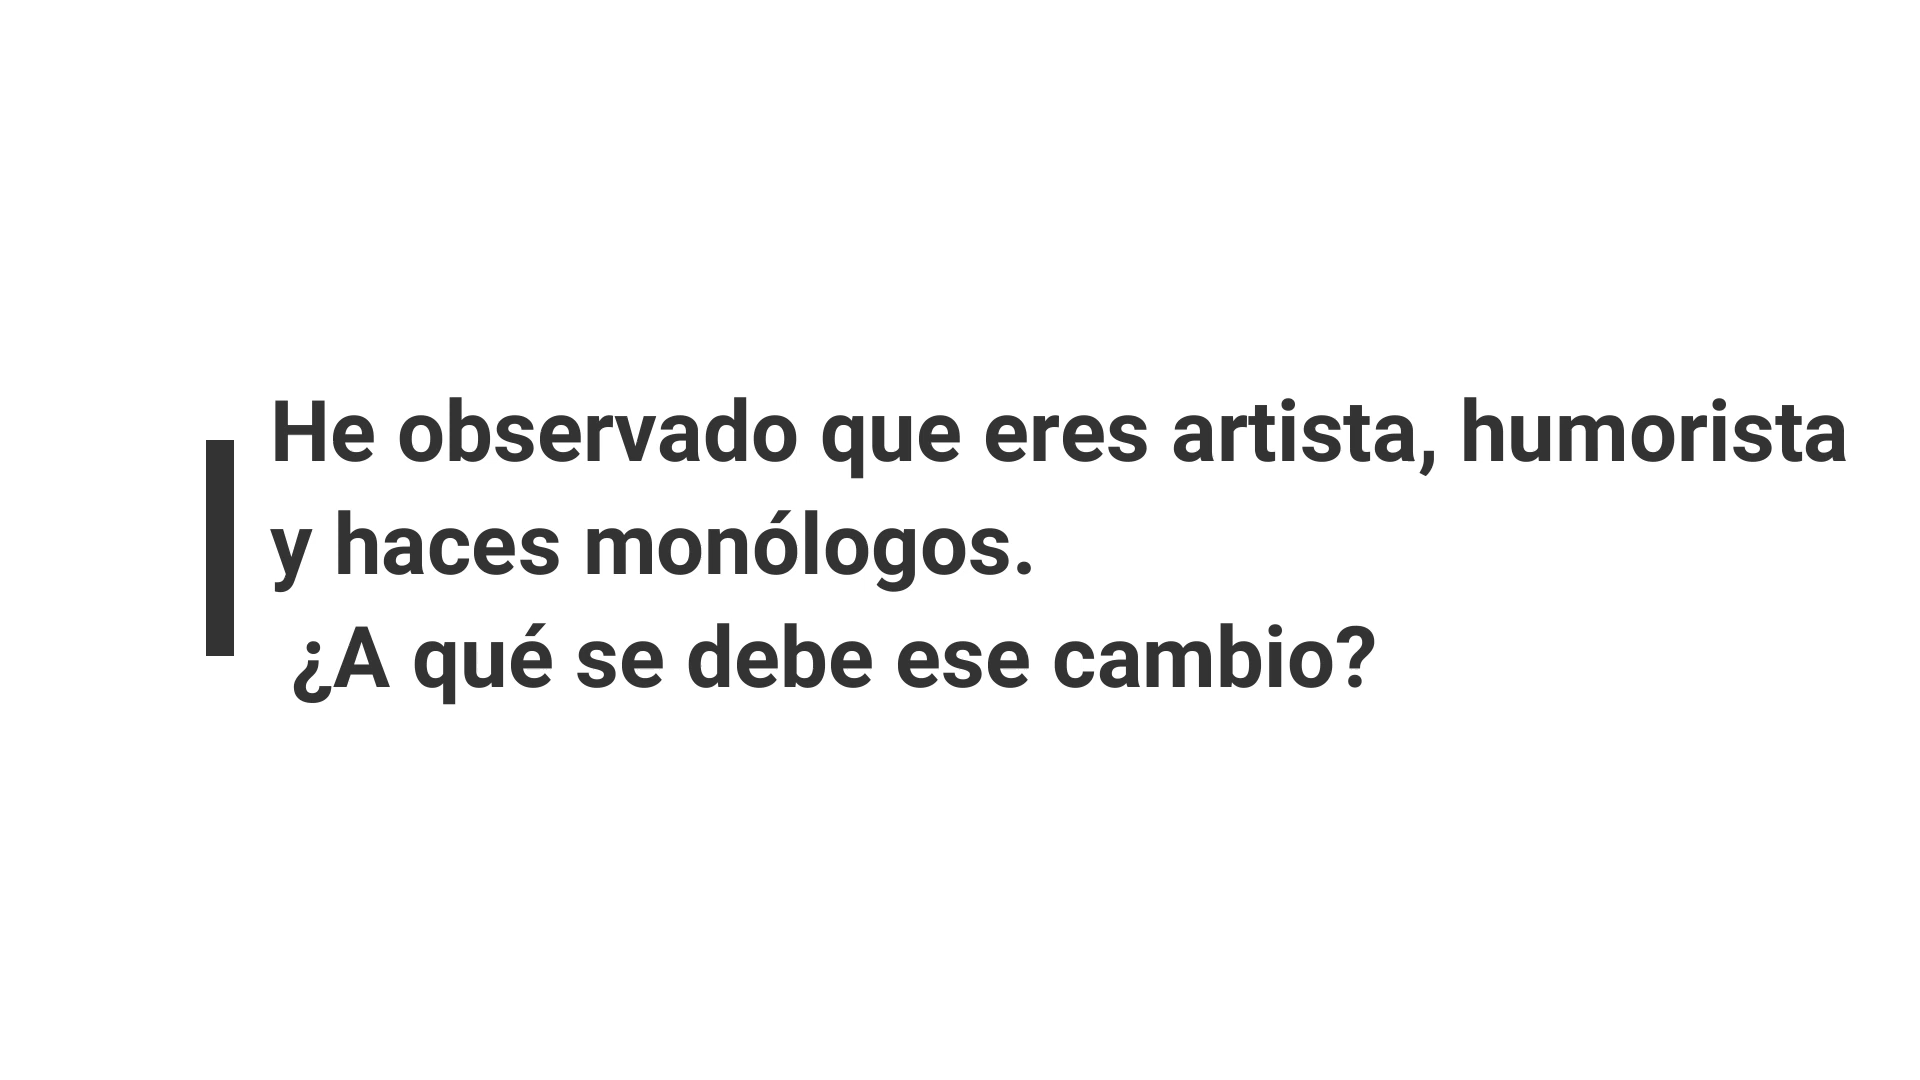 He observado que eres artista, humorista
y haces monólogos.
¿A qué se debe ese cambio?